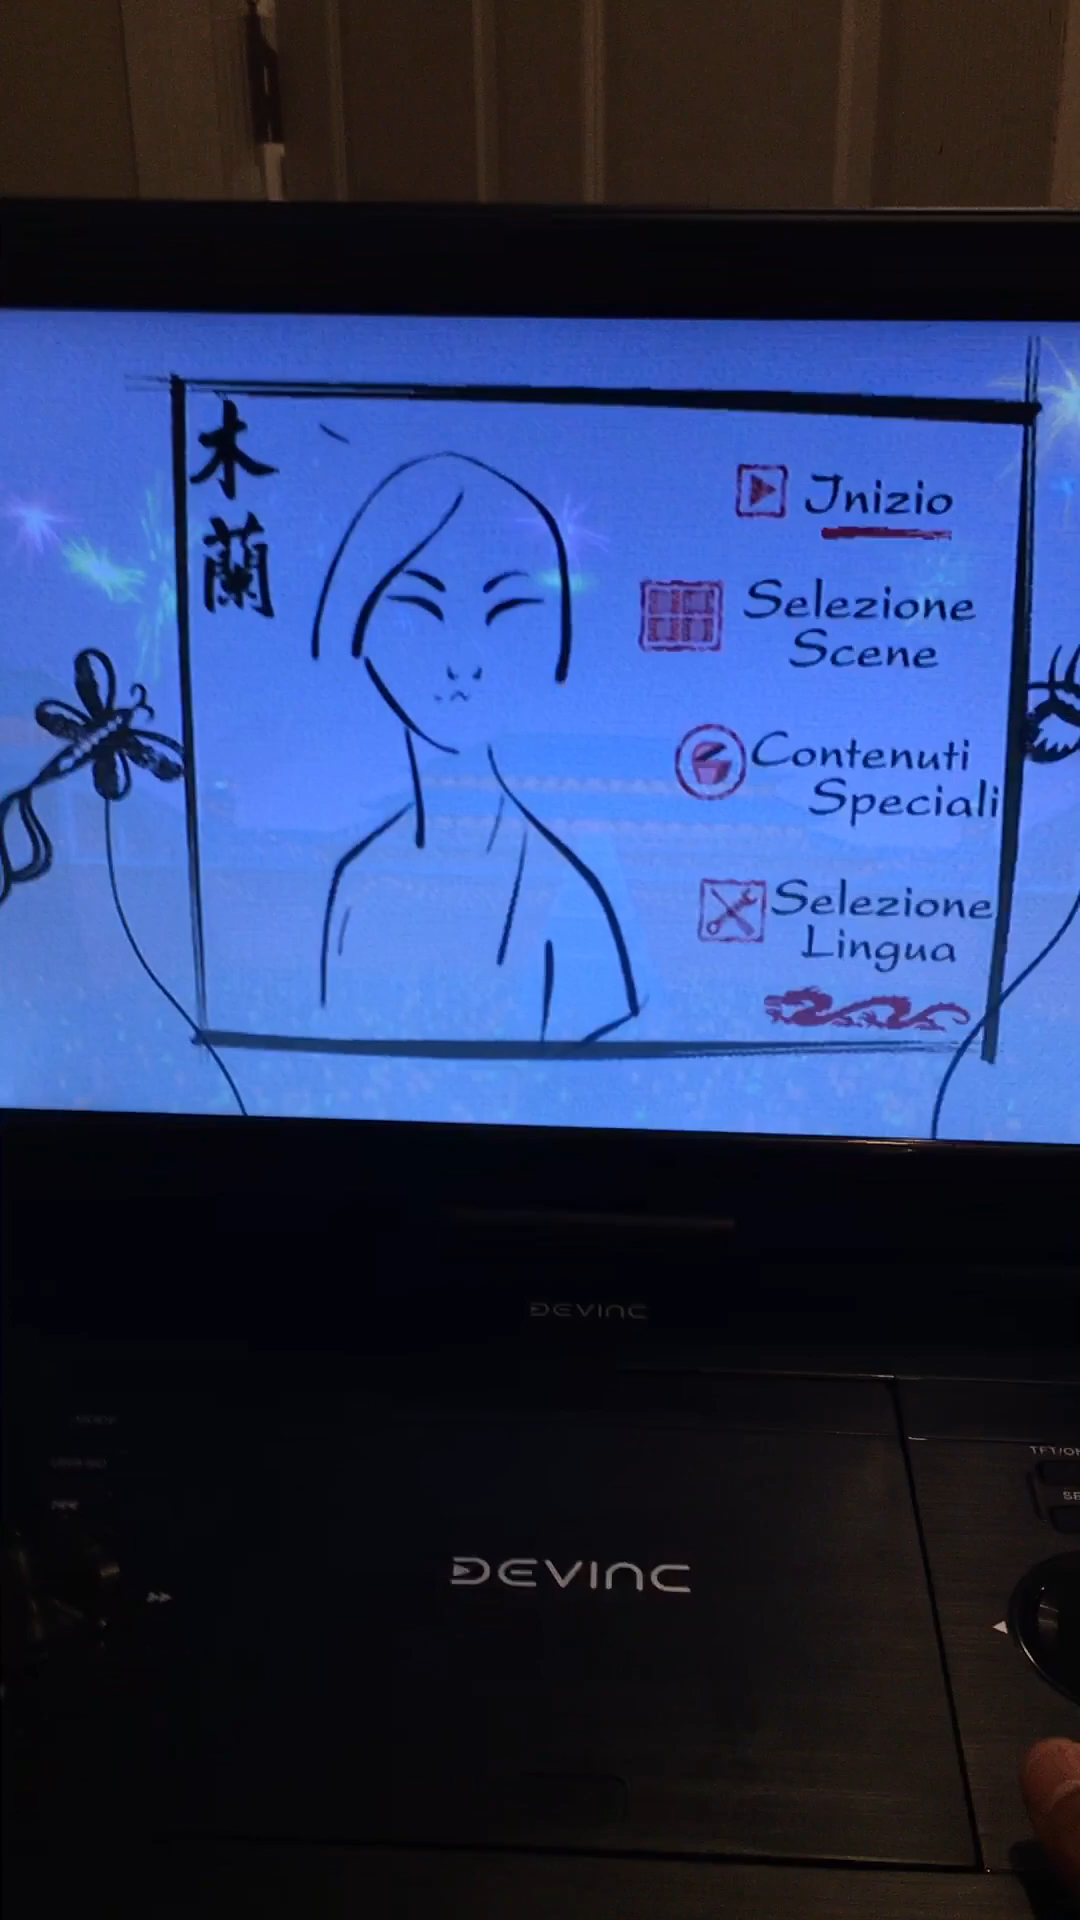 木
蘭
Inizio
Selezione
Scene
Contenuti
Speciali
Selezione
Lingua
DEVINC
DEVINC